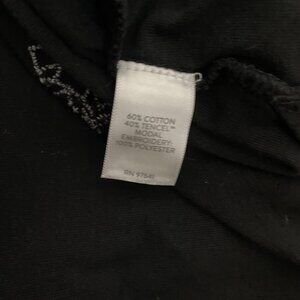 60% COTTON
40% TENCEL™
MODAL
EMBROIDERY:
100% POLYESTER
RN 97541